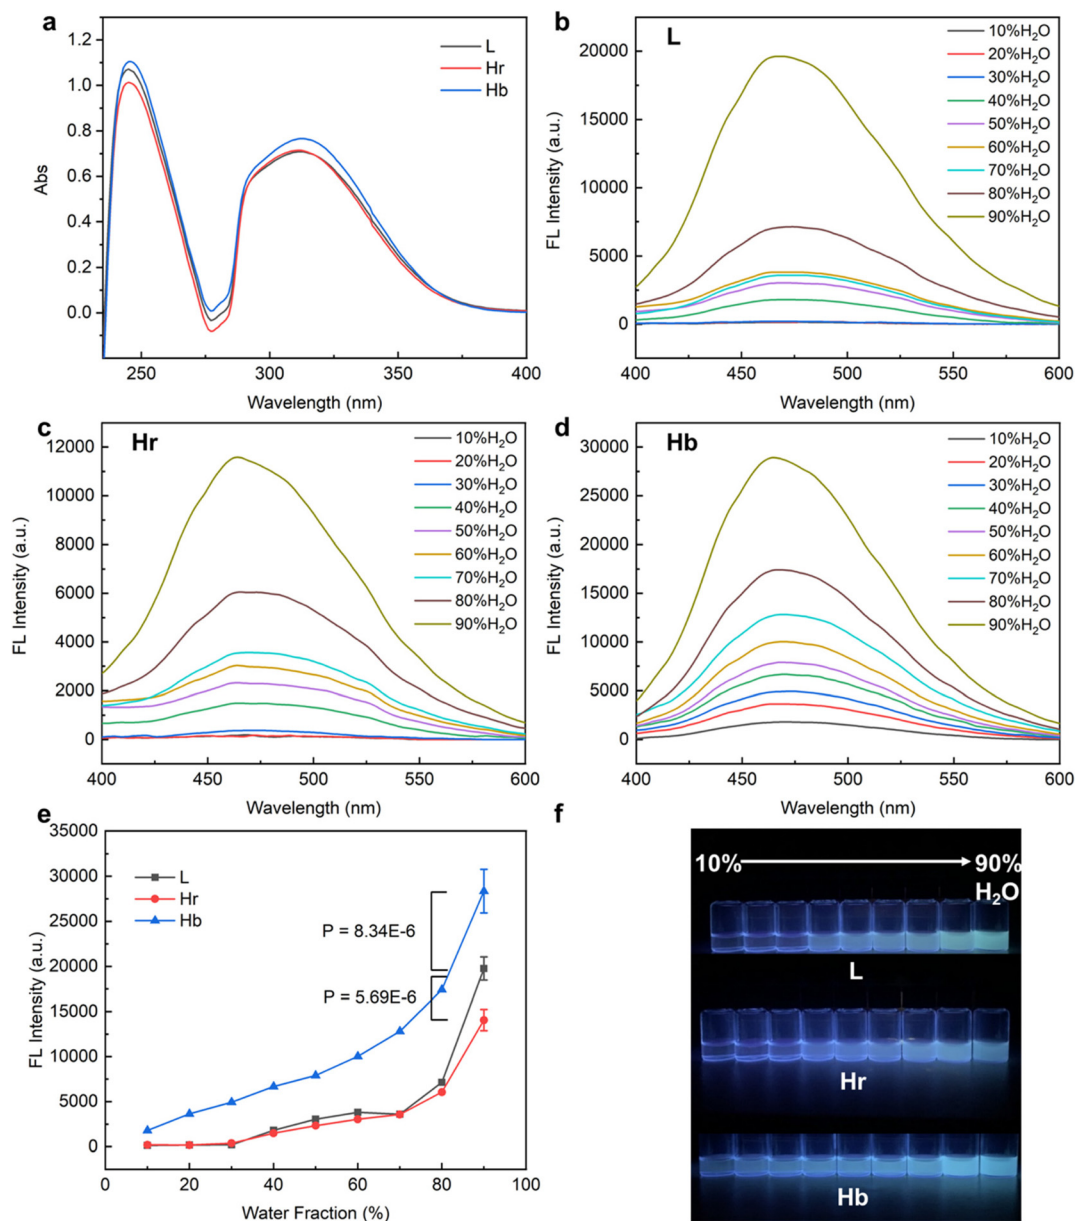 a
1.2
1.0
0.8
0.6
0.4
0.2
0.0
Abs
L
Hr
Hb
250
300
350
400
Wavelength (nm)
b
L
20000
15000
10000
5000
0
FL Intensity (a.u.)
10%H₂O
20%H₂O
30%H₂O
40%H₂O
50%H₂O
60%H₂O
70%H₂O
80%H₂O
90%H₂O
400
450
500
550
600
Wavelength (nm)
c
Hr
12000
10000
8000
6000
4000
2000
0
FL Intensity (a.u.)
10%H₂O
20%H₂O
30%H₂O
40%H₂O
50%H₂O
60%H₂O
70%H₂O
80%H₂O
90%H₂O
400
450
500
550
600
Wavelength (nm)
d
Hb
30000
25000
20000
15000
10000
5000
0
FL Intensity (a.u.)
10%H₂O
20%H₂O
30%H₂O
40%H₂O
50%H₂O
60%H₂O
70%H₂O
80%H₂O
90%H₂O
400
450
500
550
600
Wavelength (nm)
e
35000
30000
25000
20000
15000
10000
5000
0
FL Intensity (a.u.)
L
Hr
Hb
P = 8.34E-6
P = 5.69E-6
0
20
40
60
80
100
Water Fraction (%)
f
10%
90%
H₂O
L
Hr
Hb